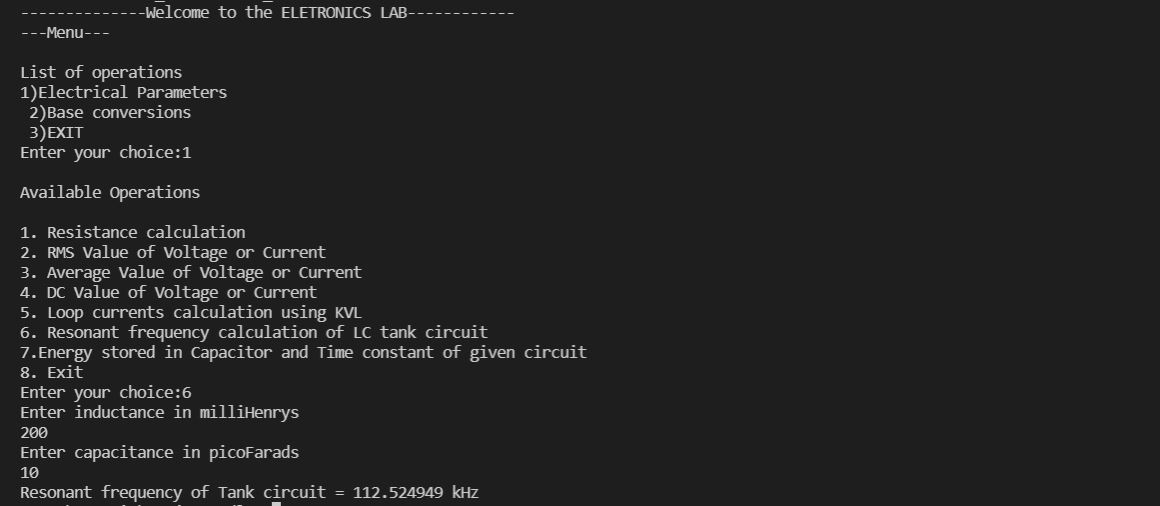 --------------Welcome to the ELETRONICS LAB------------
---Menu---
List of operations
1)Electrical Parameters
2)Base conversions
3)EXIT
Enter your choice:1
Available Operations
1. Resistance calculation
2. RMS Value of Voltage or Current
3. Average Value of Voltage or Current
4. DC Value of Voltage or Current
5. Loop currents calculation using KVL
6. Resonant frequency calculation of LC tank circuit
7.Energy stored in Capacitor and Time constant of given circuit
8. Exit
Enter your choice:6
Enter inductance in milliHenrys
200
Enter capacitance in picoFarads
10
Resonant frequency of Tank circuit = 112.524949 kHz